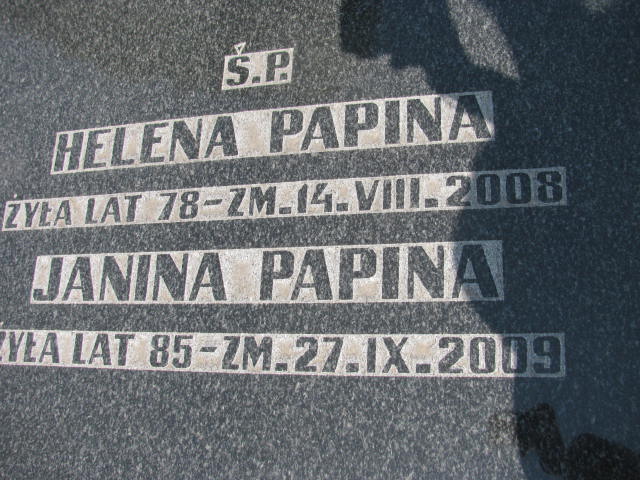 Ś.P.
HELENA PAPINA
ŻYŁA LAT 78-ZM.14.VIII.2008
JANINA PAPINA
ŻYŁA LAT 85-ZM.27.IX.2009